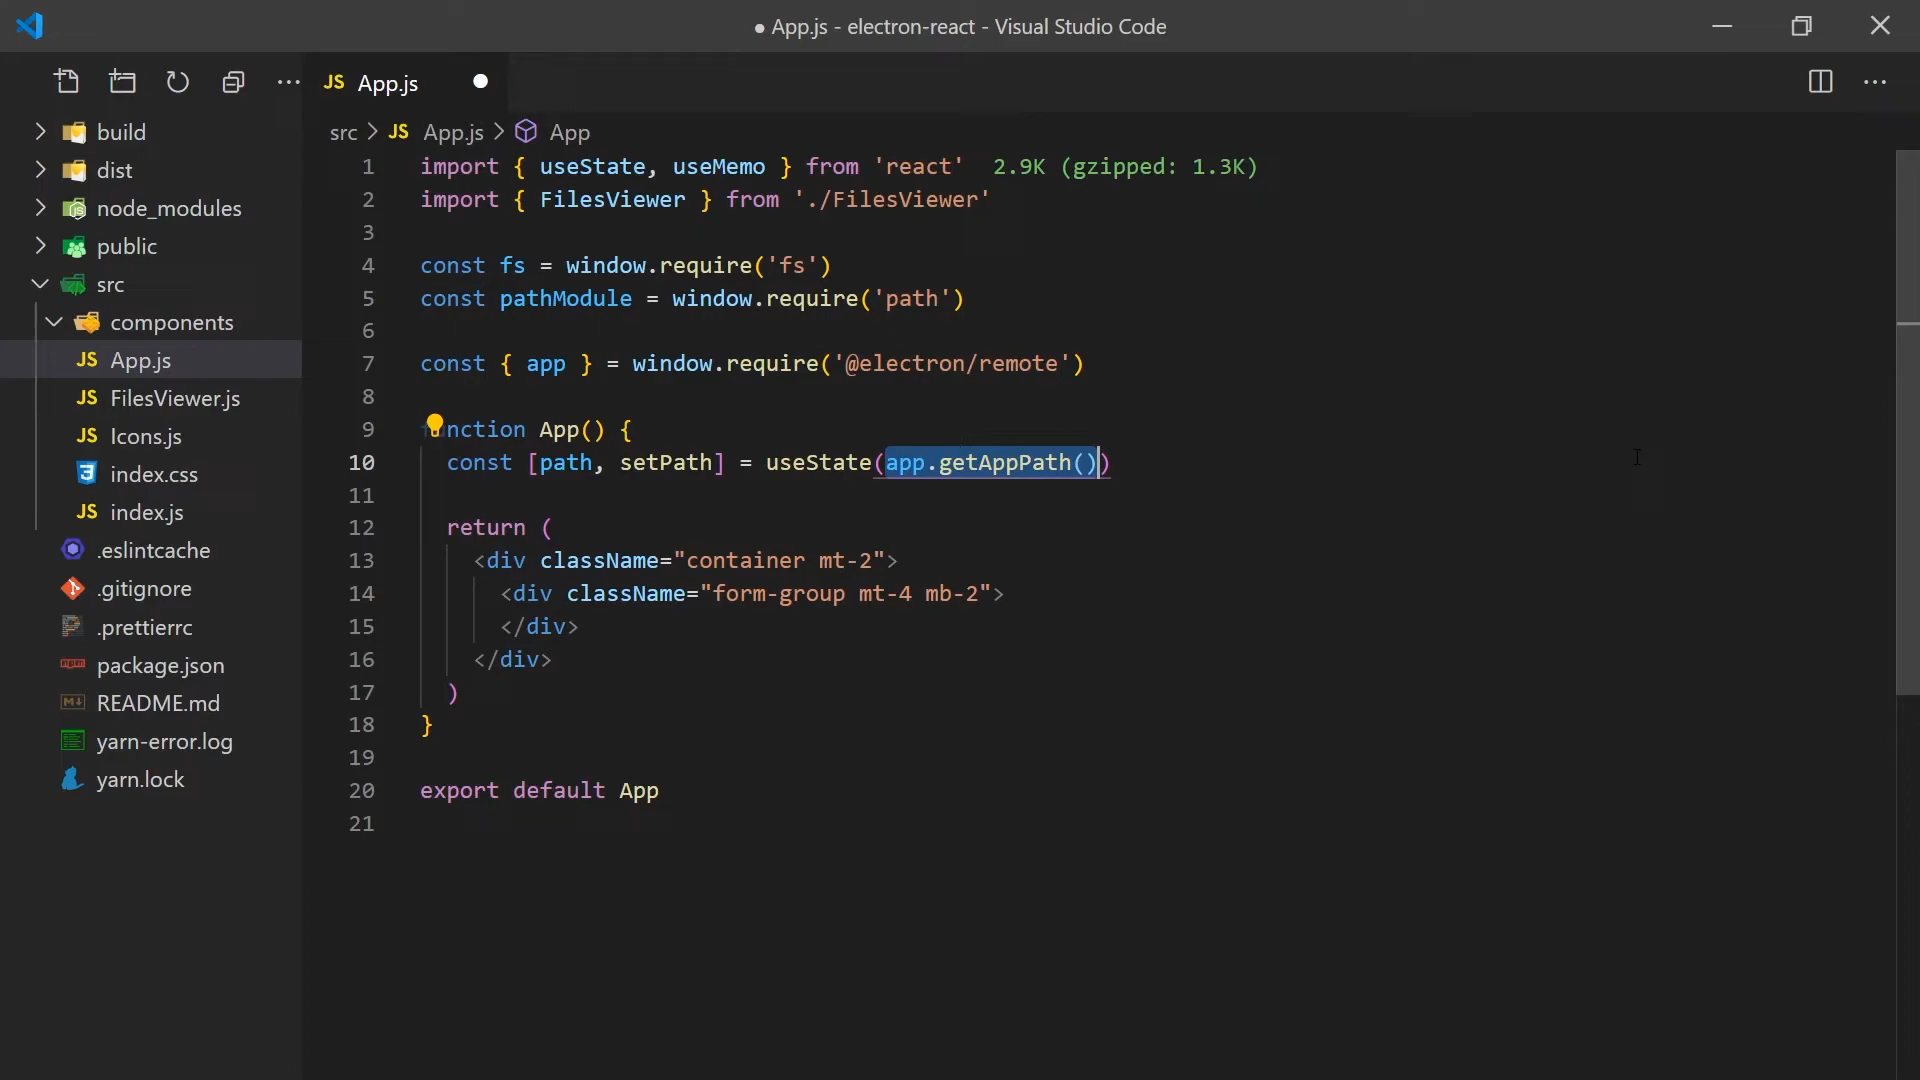 ● App.js - electron-react - Visual Studio Code
JS App.js
src > JS App.js > App
build
dist
node_modules
public
src
components
JS App.js
JS FilesViewer.js
JS Icons.js
index.css
JS index.js
.eslintcache
.gitignore
.prettierrc
package.json
README.md
yarn-error.log
yarn.lock
1 import { useState, useMemo } from 'react' 2.9K (gzipped: 1.3K)
2 import { FilesViewer } from './FilesViewer'
3
4 const fs = window.require('fs')
5 const pathModule = window.require('path')
6
7 const { app } = window.require('@electron/remote')
8
9 function App() {
10 const [path, setPath] = useState(app.getAppPath())
11
12 return (
13 <div className="container mt-2">
14 <div className="form-group mt-4 mb-2">
15 </div>
16 </div>
17 )
18 }
19
20 export default App
21